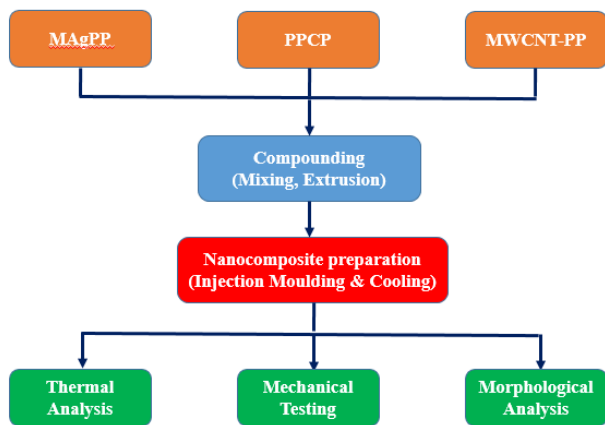 MAgPP
PPCP
MWCNT-PP
Compounding
(Mixing, Extrusion)
Nanocomposite preparation
(Injection Moulding & Cooling)
Thermal
Analysis
Mechanical
Testing
Morphological
Analysis